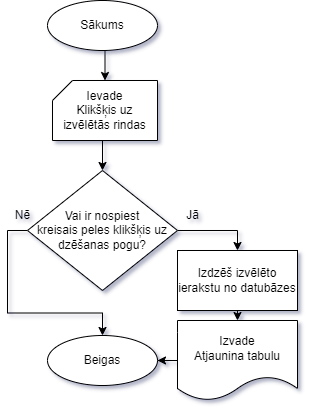 Sākums
Ievade
Klikšķis uz
izvēlētās rindas
Nē
Vai ir nospiest
kreisais peles klikšķis uz
dzēšanas pogu?
Jā
Izdzēš izvēlēto
ierakstu no datubāzes
Izvade
Atjaunina tabulu
Beigas